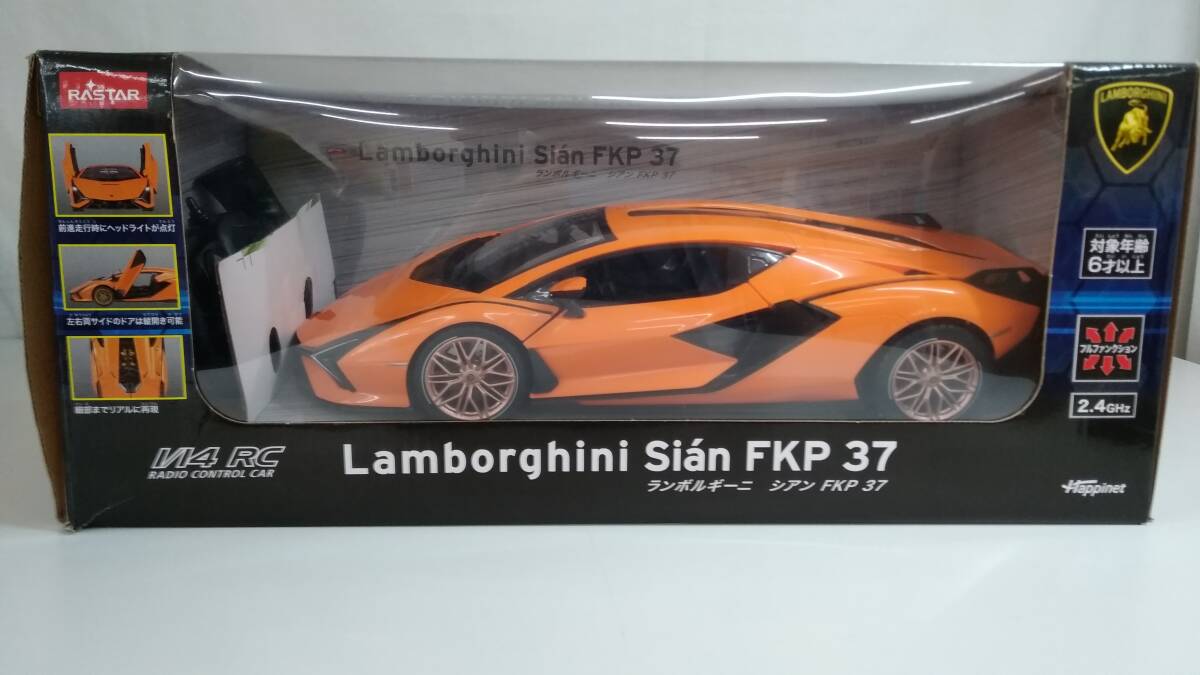 RASTAR
前進走行時にヘッドライトが点灯
左右両サイドのドアは縦開き可能
細部までリアルに再現
Lamborghini Sián FKP 37
ランボルギーニ シアン FKP 37
LAMBORGHINI
対象年齢
6才以上
フルファンクション
2.4GHz
1/14 RC
RADIO CONTROL CAR
Lamborghini Sián FKP 37
ランボルギーニ シアン FKP 37
Happinet